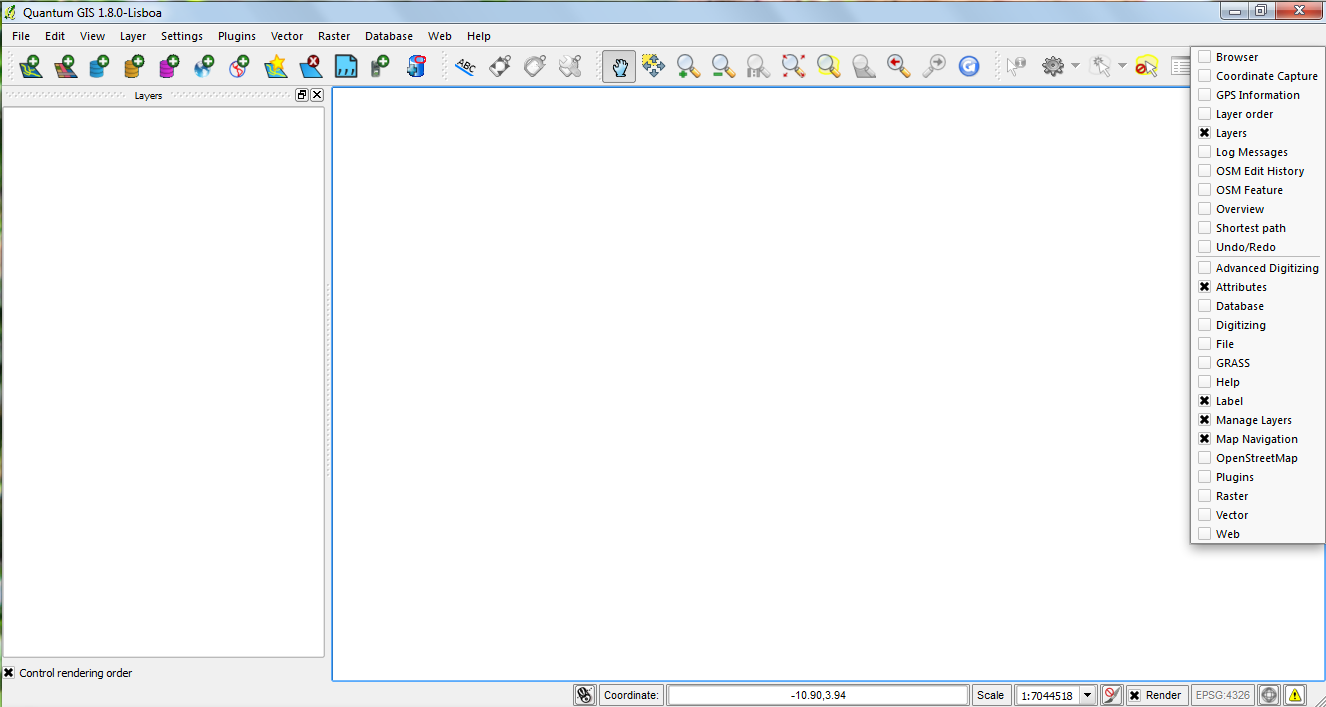 Quantum GIS 1.8.0-Lisboa
File Edit View Layer Settings Plugins Vector Raster Database Web Help
ABC
Layers
Browser
Coordinate Capture
GPS Information
Layer order
Layers
Log Messages
OSM Edit History
OSM Feature
Overview
Shortest path
Undo/Redo
Advanced Digitizing
Attributes
Database
Digitizing
File
GRASS
Help
Label
Manage Layers
Map Navigation
OpenStreetMap
Plugins
Raster
Vector
Web
Control rendering order
Coordinate: -10.90,3.94 Scale 1:7044518 Render EPSG:4326